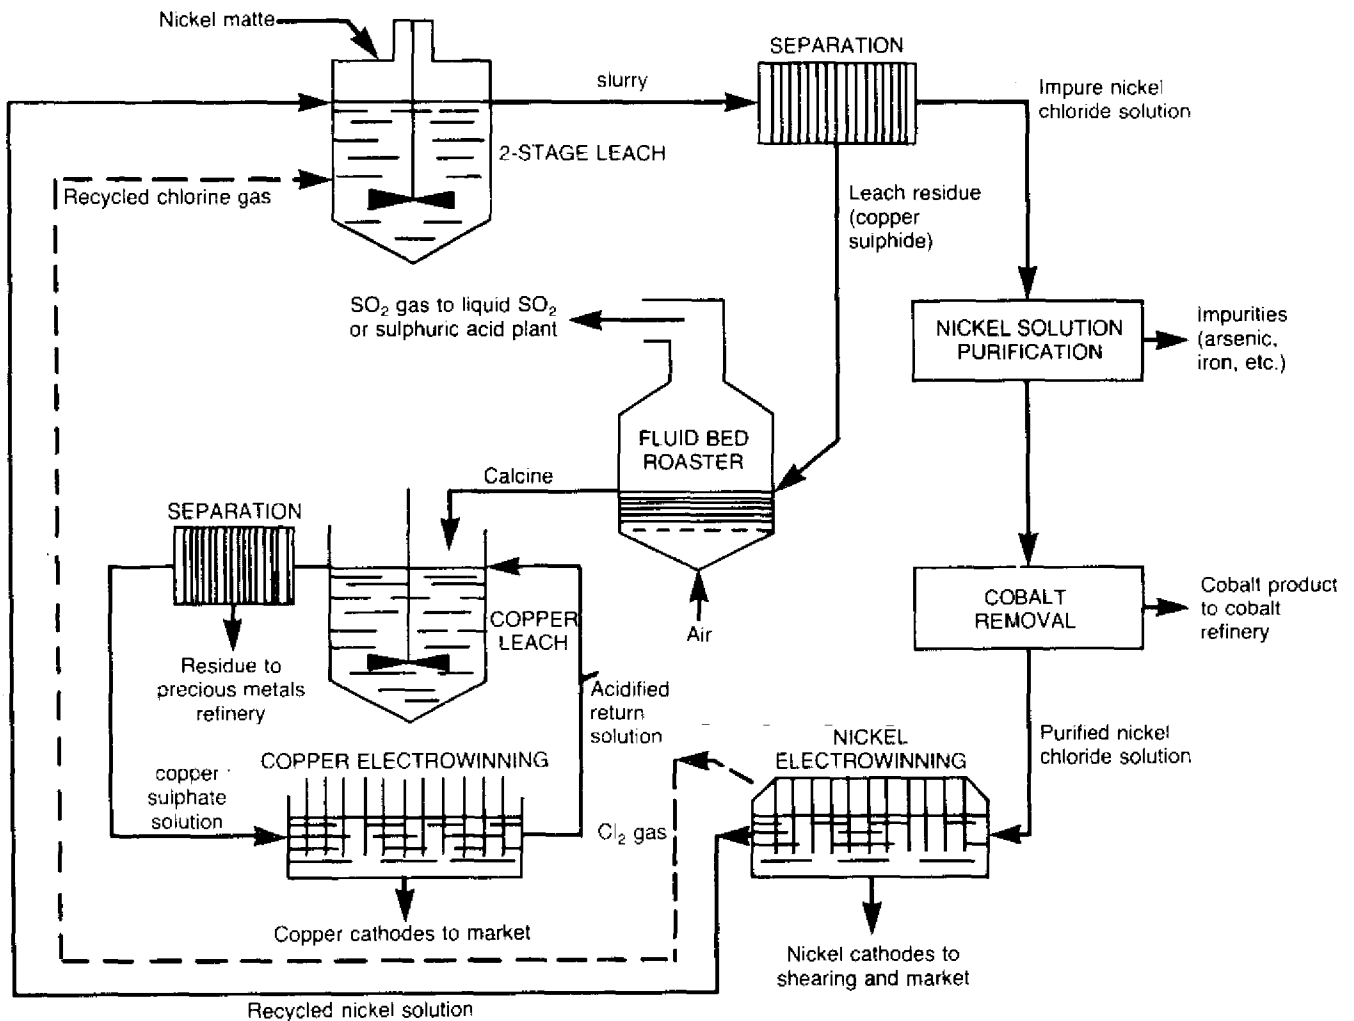 Nickel matte
SEPARATION
slurry
Impure nickel
chloride solution
2-STAGE LEACH
Recycled chlorine gas
Leach residue
(copper
sulphide)
SO₂ gas to liquid SO₂
or sulphuric acid plant
NICKEL SOLUTION
PURIFICATION
Impurities
(arsenic,
iron, etc.)
FLUID BED
ROASTER
Calcine
SEPARATION
COPPER
LEACH
Air
COBALT
REMOVAL
Cobalt product
to cobalt
refinery
Residue to
precious metals
refinery
Acidified
return
solution
Purified nickel
chloride solution
NICKEL
ELECTROWINNING
COPPER ELECTROWINNING
copper
sulphate
solution
Cl₂ gas
Copper cathodes to market
Nickel cathodes to
shearing and market
Recycled nickel solution